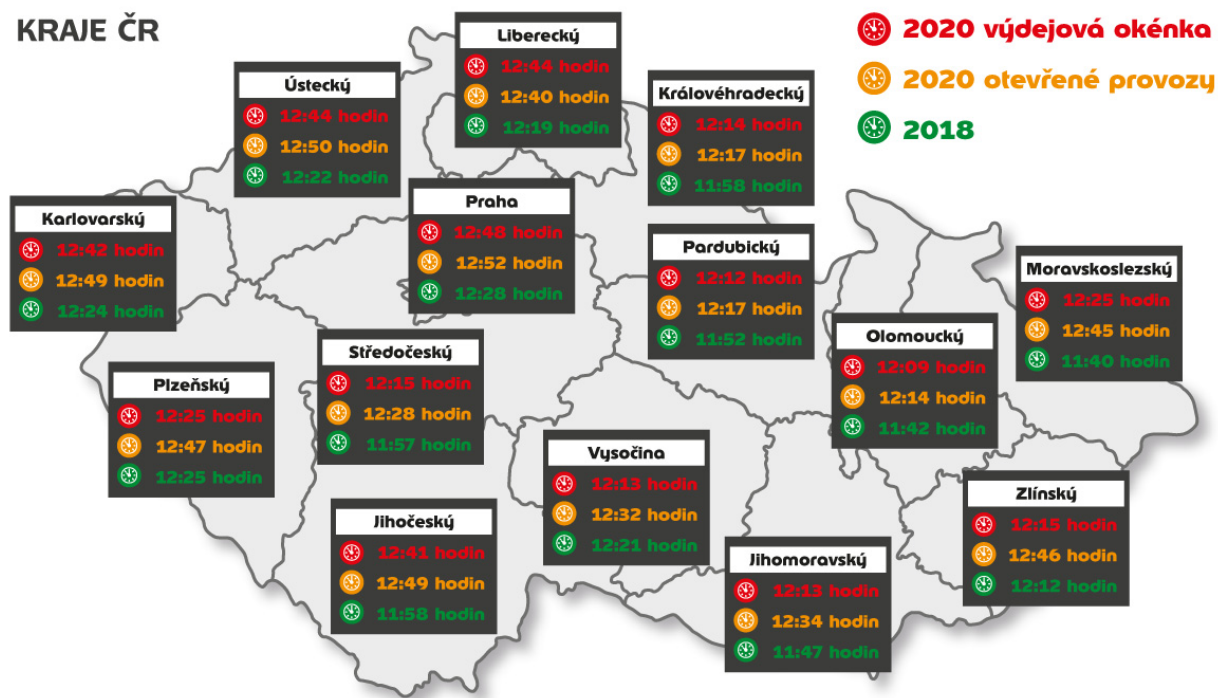 KRAJE ČR
2020 výdejová okénka
2020 otevřené provozy
2018
Liberecký
12:44 hodin
12:40 hodin
12:19 hodin
Ústecký
12:44 hodin
12:50 hodin
12:22 hodin
Královéhradecký
12:14 hodin
12:17 hodin
11:58 hodin
Karlovarský
12:42 hodin
12:49 hodin
12:24 hodin
Praha
12:48 hodin
12:52 hodin
12:28 hodin
Pardubický
12:12 hodin
12:17 hodin
11:52 hodin
Moravskoslezský
12:25 hodin
12:45 hodin
11:40 hodin
Olomoucký
12:09 hodin
12:14 hodin
11:42 hodin
Středočeský
12:15 hodin
12:28 hodin
11:57 hodin
Plzeňský
12:25 hodin
12:47 hodin
12:25 hodin
Vysočina
12:13 hodin
12:32 hodin
12:21 hodin
Zlínský
12:15 hodin
12:46 hodin
12:12 hodin
Jihočeský
12:41 hodin
12:49 hodin
11:58 hodin
Jihomoravský
12:13 hodin
12:34 hodin
11:47 hodin